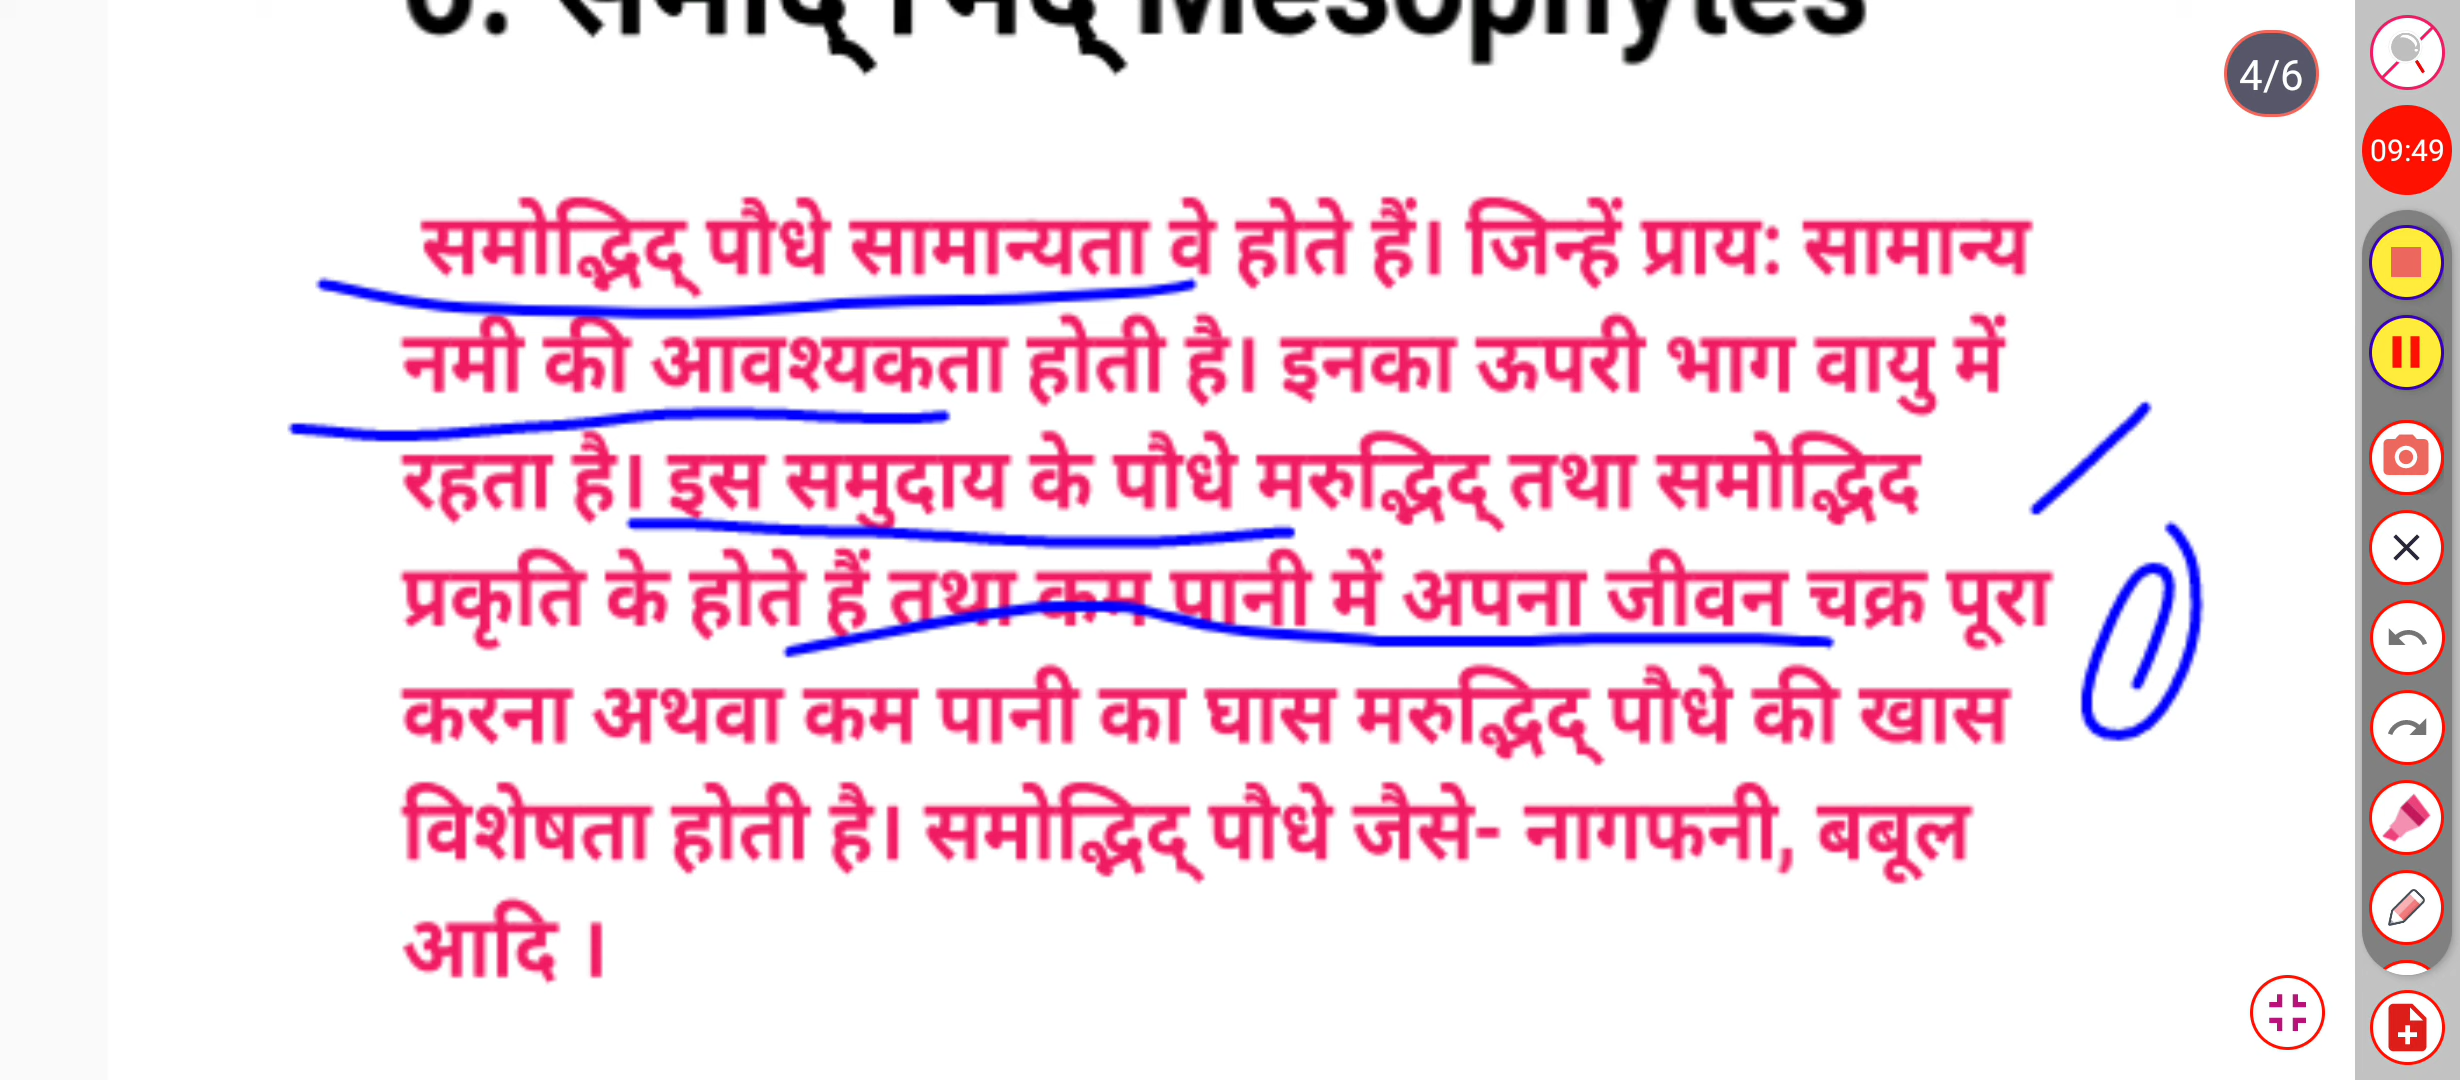 Mesophytes
4/6
09:49
समोद्भिद् पौधे सामान्यता वे होते हैं। जिन्हें प्राय: सामान्य
नमी की आवश्यकता होती है। इनका ऊपरी भाग वायु में
रहता है। इस समुदाय के पौधे मरुद्भिद् तथा समोद्भिद
प्रकृति के होते हैं तथा कम पानी में अपना जीवन चक्र पूरा
करना अथवा कम पानी का घास मरुद्भिद् पौधे की खास
विशेषता होती है। समोद्भिद् पौधे जैसे- नागफनी, बबूल
आदि ।